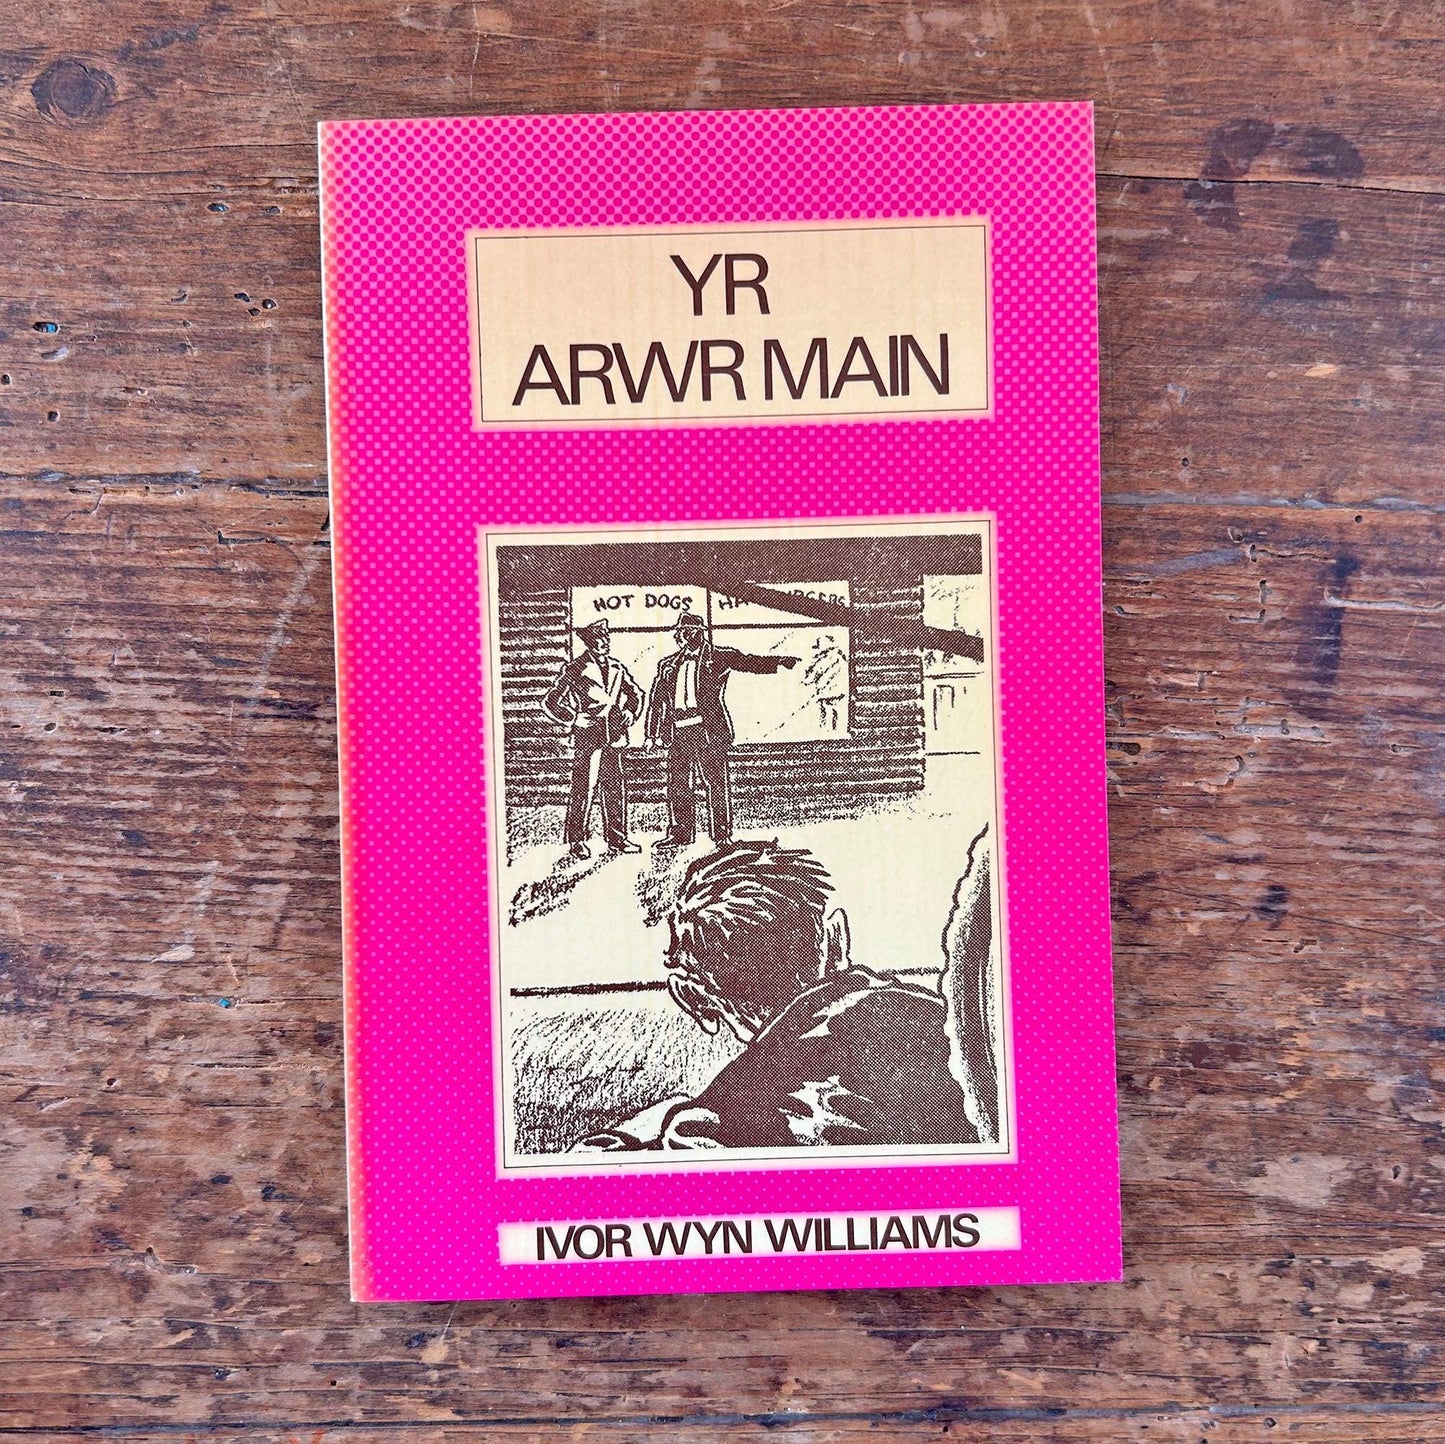 YR
ARWR MAIN
HOT DOGS
IVOR WYN WILLIAMS